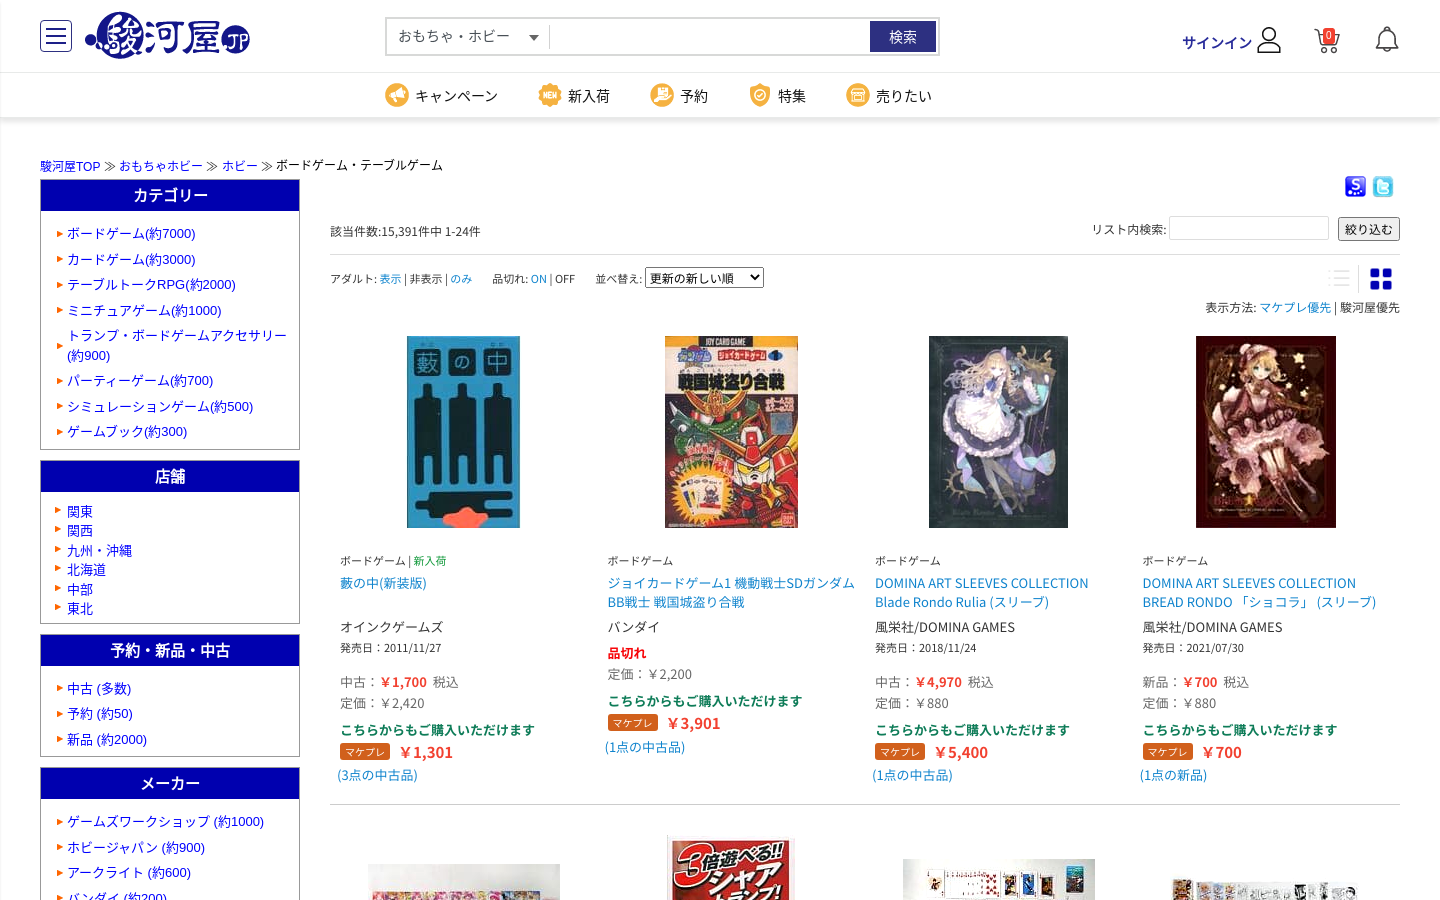 駿河屋JP
おもちゃ・ホビー
検索
サインイン
0
キャンペーン
NEW 新入荷
予約
特集
売りたい
駿河屋TOP ≫ おもちゃホビー ≫ ホビー ≫ ボードゲーム・テーブルゲーム
カテゴリー
ボードゲーム(約7000)
カードゲーム(約3000)
テーブルトークRPG(約2000)
ミニチュアゲーム(約1000)
トランプ・ボードゲームアクセサリー
(約900)
パーティーゲーム(約700)
シミュレーションゲーム(約500)
ゲームブック(約300)
店舗
関東
関西
九州・沖縄
北海道
中部
東北
予約・新品・中古
中古 (多数)
予約 (約50)
新品 (約2000)
メーカー
ゲームズワークショップ (約1000)
ホビージャパン (約900)
アークライト (約600)
バンダイ (約200)
該当件数:15,391件中 1-24件
リスト内検索:
絞り込む
アダルト: 表示 | 非表示 | のみ
品切れ: ON | OFF
並べ替え: 更新の新しい順
表示方法: マケプレ優先 | 駿河屋優先
藪の中
JOY CARD GAME
ジョイカードゲーム 1
戦国城盗り合戦
ボードゲーム | 新入荷
藪の中(新装版)
オインクゲームズ
発売日：2011/11/27
中古：￥1,700 税込
定価：￥2,420
こちらからもご購入いただけます
マケプレ ￥1,301
(3点の中古品)
ボードゲーム
ジョイカードゲーム1 機動戦士SDガンダム
BB戦士 戦国城盗り合戦
バンダイ
品切れ
定価：￥2,200
こちらからもご購入いただけます
マケプレ ￥3,901
(1点の中古品)
ボードゲーム
DOMINA ART SLEEVES COLLECTION
Blade Rondo Rulia (スリーブ)
風栄社/DOMINA GAMES
発売日：2018/11/24
中古：￥4,970 税込
定価：￥880
こちらからもご購入いただけます
マケプレ ￥5,400
(1点の中古品)
ボードゲーム
DOMINA ART SLEEVES COLLECTION
BREAD RONDO 「ショコラ」 (スリーブ)
風栄社/DOMINA GAMES
発売日：2021/07/30
新品：￥700 税込
定価：￥880
こちらからもご購入いただけます
マケプレ ￥700
(1点の新品)
3倍遊べる!!
シャア
トランプ!